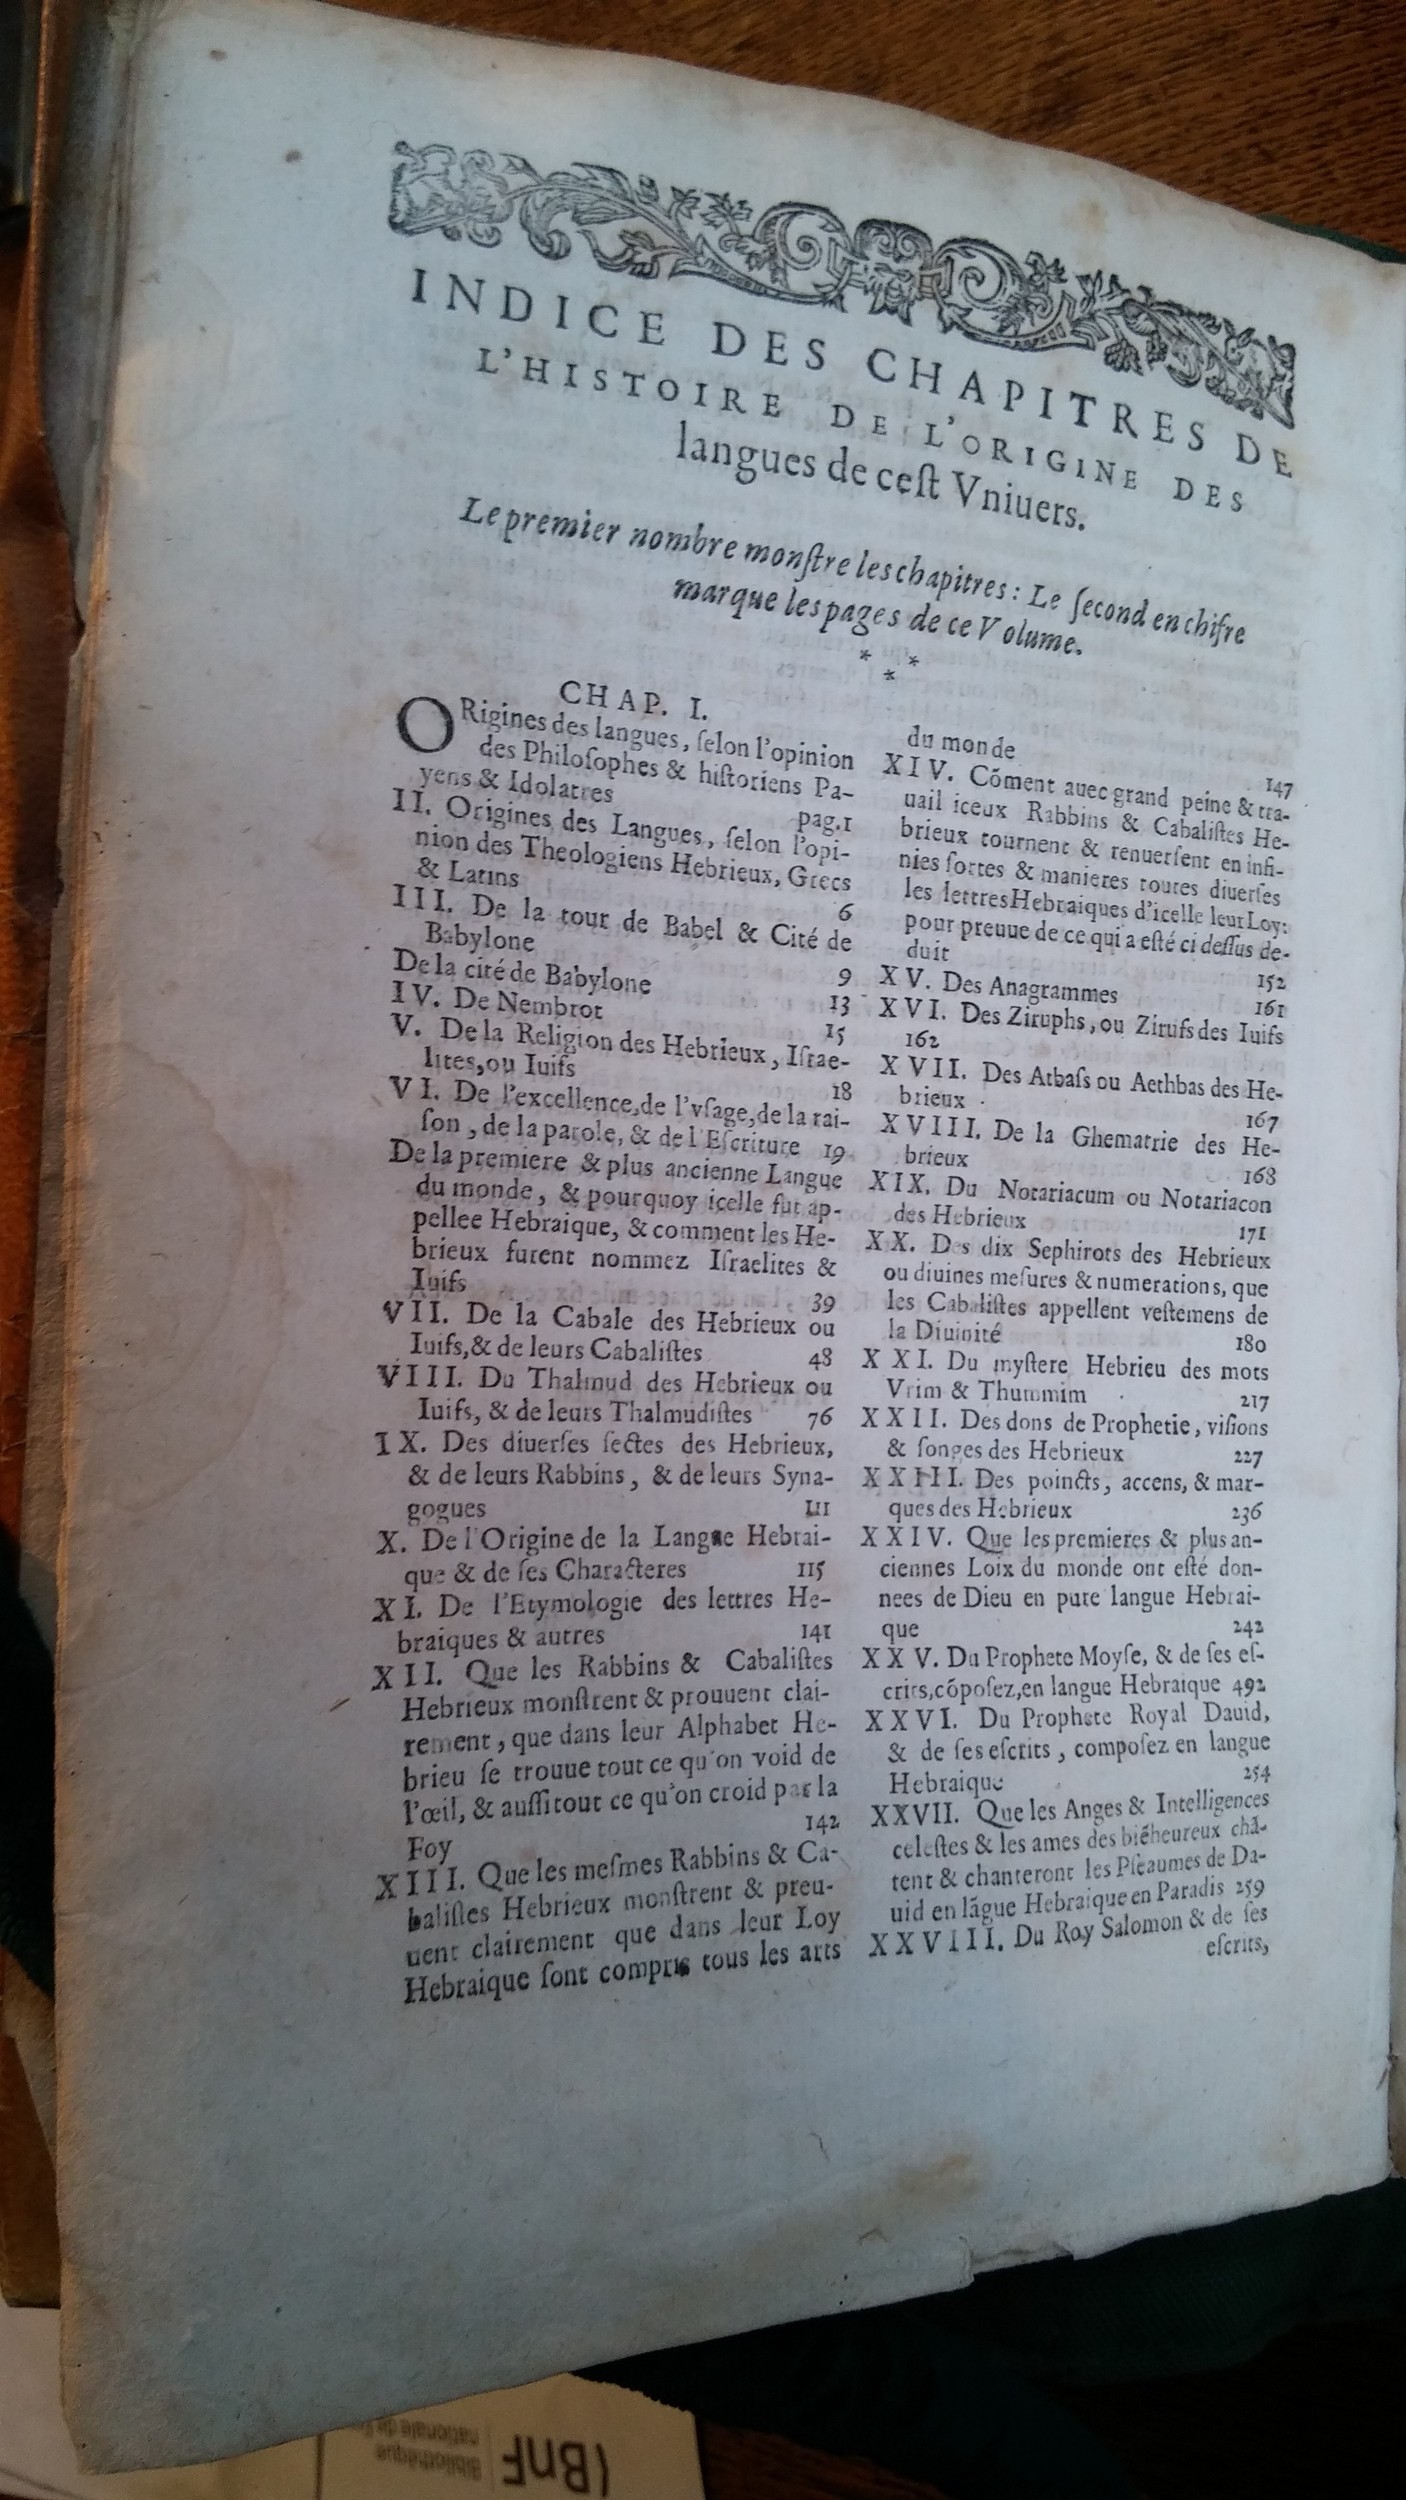 INDICE DES CHAPITRES DE
L'HISTOIRE DE L'ORIGINE DES
langues de cest Vniuers.
Le premier nombre monſtre les chapitres : Le ſecond en chifre
marque les pages de ce Volume.
* * *
CHAP. I.
ORigines des langues, ſelon l'opinion
des Philoſophes & hiſtoriens Pa-
yens & Idolatres pag.1
II. Origines des Langues, ſelon l'opi-
nion des Theologiens Hebrieux, Grecs
& Latins 6
III. De la tour de Babel & Cité de
Babylone 9
De la cité de Babylone 13
IV. De Nembrot 15
V. De la Religion des Hebrieux, Iſrae-
lites, ou Iuifs 18
VI. De l'excellence, de l'vſage, de la rai-
ſon, de la parole, & de l'Eſcriture 19
De la premiere & plus ancienne Langue
du monde, & pourquoy icelle fut ap-
pellee Hebraique, & comment les He-
brieux furent nommez Iſraelites &
Iuifs 39
VII. De la Cabale des Hebrieux ou
Iuifs, & de leurs Cabaliſtes 48
VIII. Du Thalmud des Hebrieux ou
Iuifs, & de leurs Thalmudiſtes 76
IX. Des diuerſes ſectes des Hebrieux,
& de leurs Rabbins, & de leurs Syna-
gogues 111
X. De l'Origine de la Langue Hebrai-
que & de ſes Characteres 115
XI. De l'Etymologie des lettres He-
braiques & autres 141
XII. Que les Rabbins & Cabaliſtes
Hebrieux monſtrent & prouuent clai-
rement, que dans leur Alphabet He-
brieu ſe trouue tout ce qu'on void de
l'œil, & auſſi tout ce qu'on croid par la
Foy 142
XIII. Que les meſmes Rabbins & Ca-
baliſtes Hebrieux monſtrent & preu-
uent clairement que dans leur Loy
Hebraique ſont compris tous les arts
du monde 147
XIV. Cõment auec grand peine & tra-
uail iceux Rabbins & Cabaliſtes He-
brieux tournent & renuerſent en infi-
nies ſortes & manieres toutes diuerſes
les lettres Hebraiques d'icelle leur Loy:
pour preuue de ce qui a eſté ci deſſus de-
duit 152
XV. Des Anagrammes 161
XVI. Des Ziruphs, ou Zirufs des Iuifs
162
XVII. Des Atbaſs ou Aethbas des He-
brieux 167
XVIII. De la Ghematrie des He-
brieux 168
XIX. Du Notariacum ou Notariacon
des Hebrieux 171
XX. Des dix Sephirots des Hebrieux
ou diuines meſures & numerations, que
les Cabaliſtes appellent veſtemens de
la Diuinité 180
XXI. Du myſtere Hebrieu des mots
Vrim & Thummim 217
XXII. Des dons de Prophetie, viſions
& ſonges des Hebrieux 227
XXIII. Des poincts, accens, & mar-
ques des Hebrieux 236
XXIV. Que les premieres & plus an-
ciennes Loix du monde ont eſté don-
nees de Dieu en pure langue Hebrai-
que 242
XXV. Du Prophete Moyſe, & de ſes eſ-
crits, cõpoſez, en langue Hebraique 492
XXVI. Du Prophete Royal Dauid,
& de ſes eſcrits, compoſez en langue
Hebraique 254
XXVII. Que les Anges & Intelligences
celeſtes & les ames des biẽheureux chã-
tent & chanteront les Pſeaumes de Da-
uid en lãgue Hebraique en Paradis 259
XXVIII. Du Roy Salomon & de ſes
eſcrits,
(BnF
Bibliothèque
nationale de